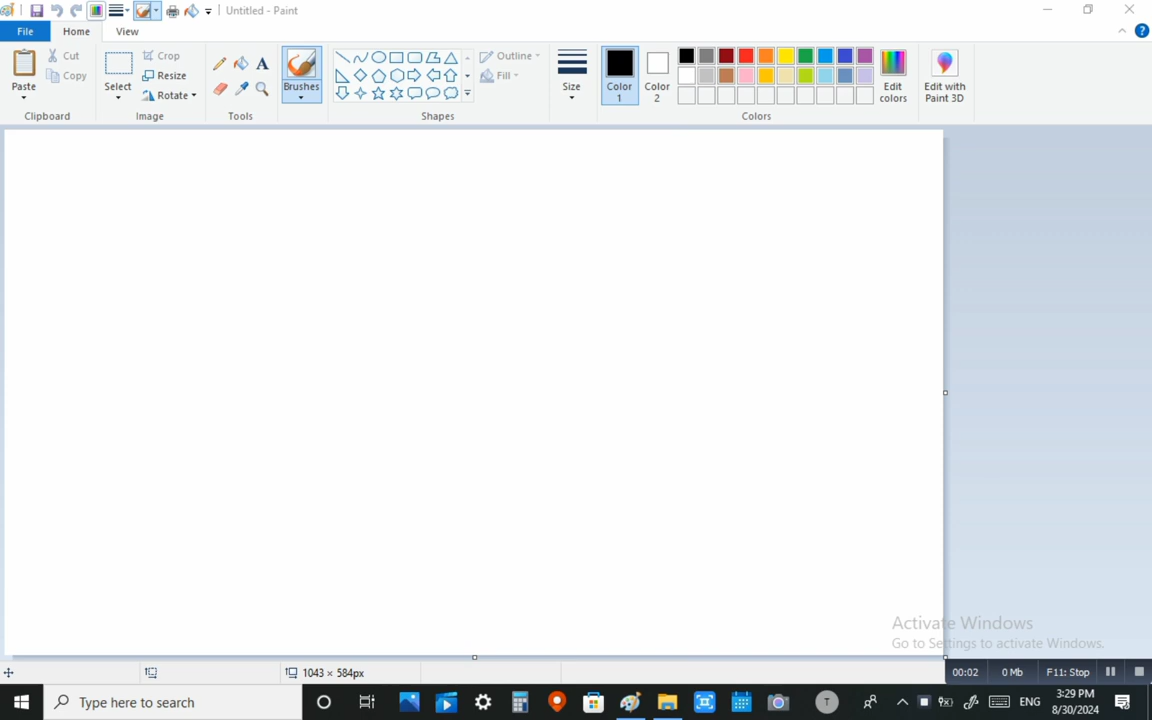 Untitled - Paint
File Home View
Paste
Cut
Copy
Clipboard
Select
Crop
Resize
Rotate
Image
A
Tools
Brushes
Outline
Fill
Shapes
Size
Color 1
Color 2
Edit colors
Colors
Edit with Paint 3D
?
Activate Windows
Go to Settings to activate Windows.
1043 × 584px
00:02 0 Mb F11: Stop
Type here to search
T
ENG
3:29 PM
8/30/2024